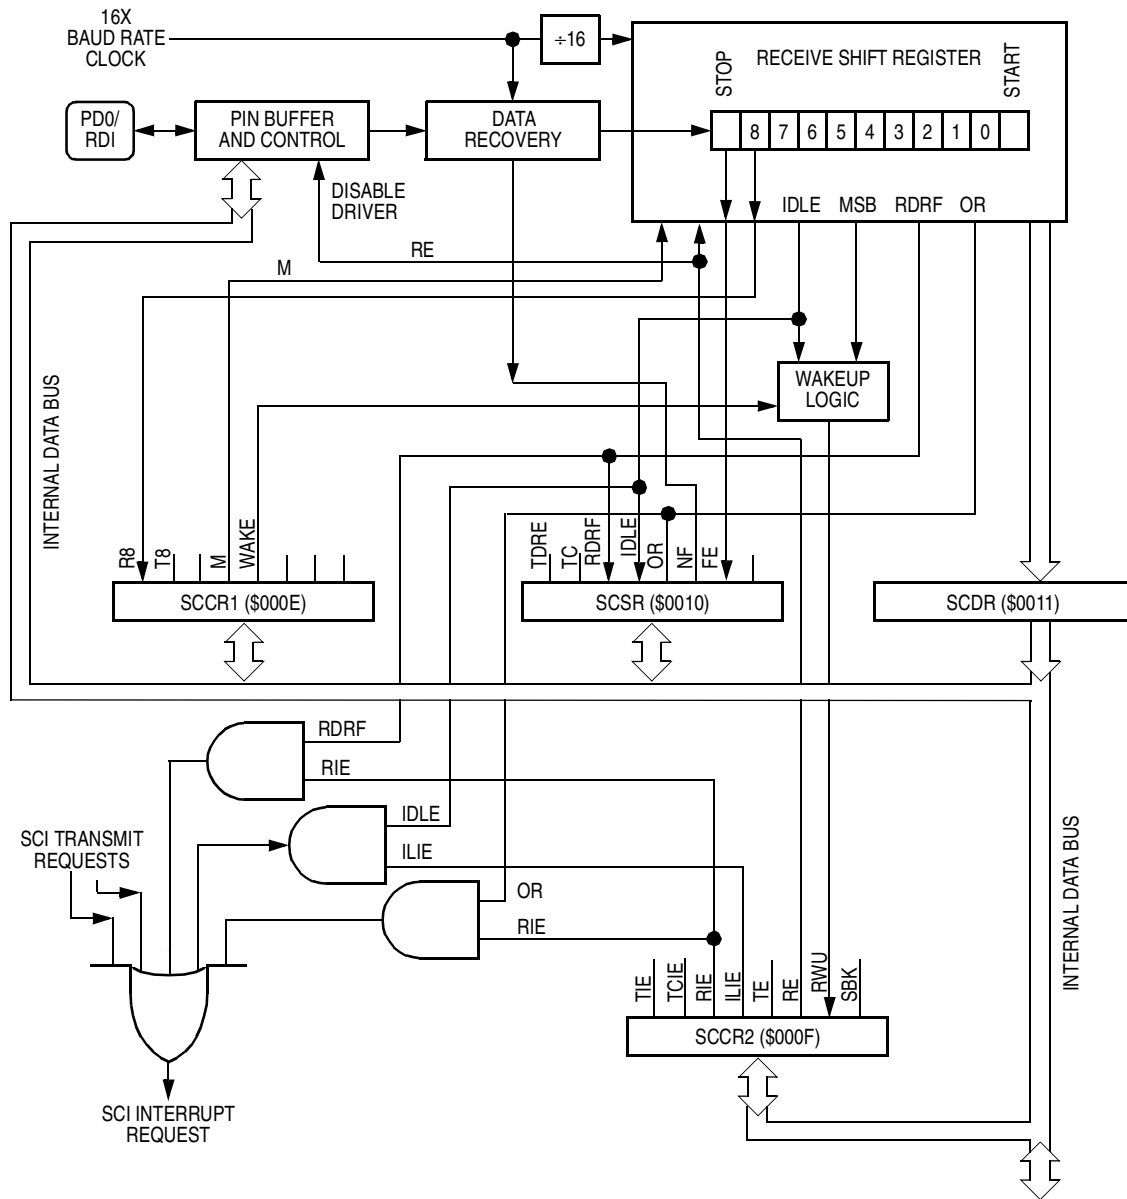 16X
BAUD RATE
CLOCK
÷16
STOP
RECEIVE SHIFT REGISTER
START
PD0/
RDI
PIN BUFFER
AND CONTROL
DATA
RECOVERY
8 7 6 5 4 3 2 1 0
DISABLE
DRIVER
IDLE MSB RDRF OR
RE
M
WAKEUP
LOGIC
INTERNAL DATA BUS
R8
T8
M
WAKE
TDRE
TC
RDRF
IDLE
OR
NF
FE
SCCR1 ($000E)
SCSR ($0010)
SCDR ($0011)
RDRF
RIE
IDLE
ILIE
OR
RIE
SCI TRANSMIT
REQUESTS
INTERNAL DATA BUS
TIE
TCIE
RIE
ILIE
TE
RE
RWU
SBK
SCCR2 ($000F)
SCI INTERRUPT
REQUEST